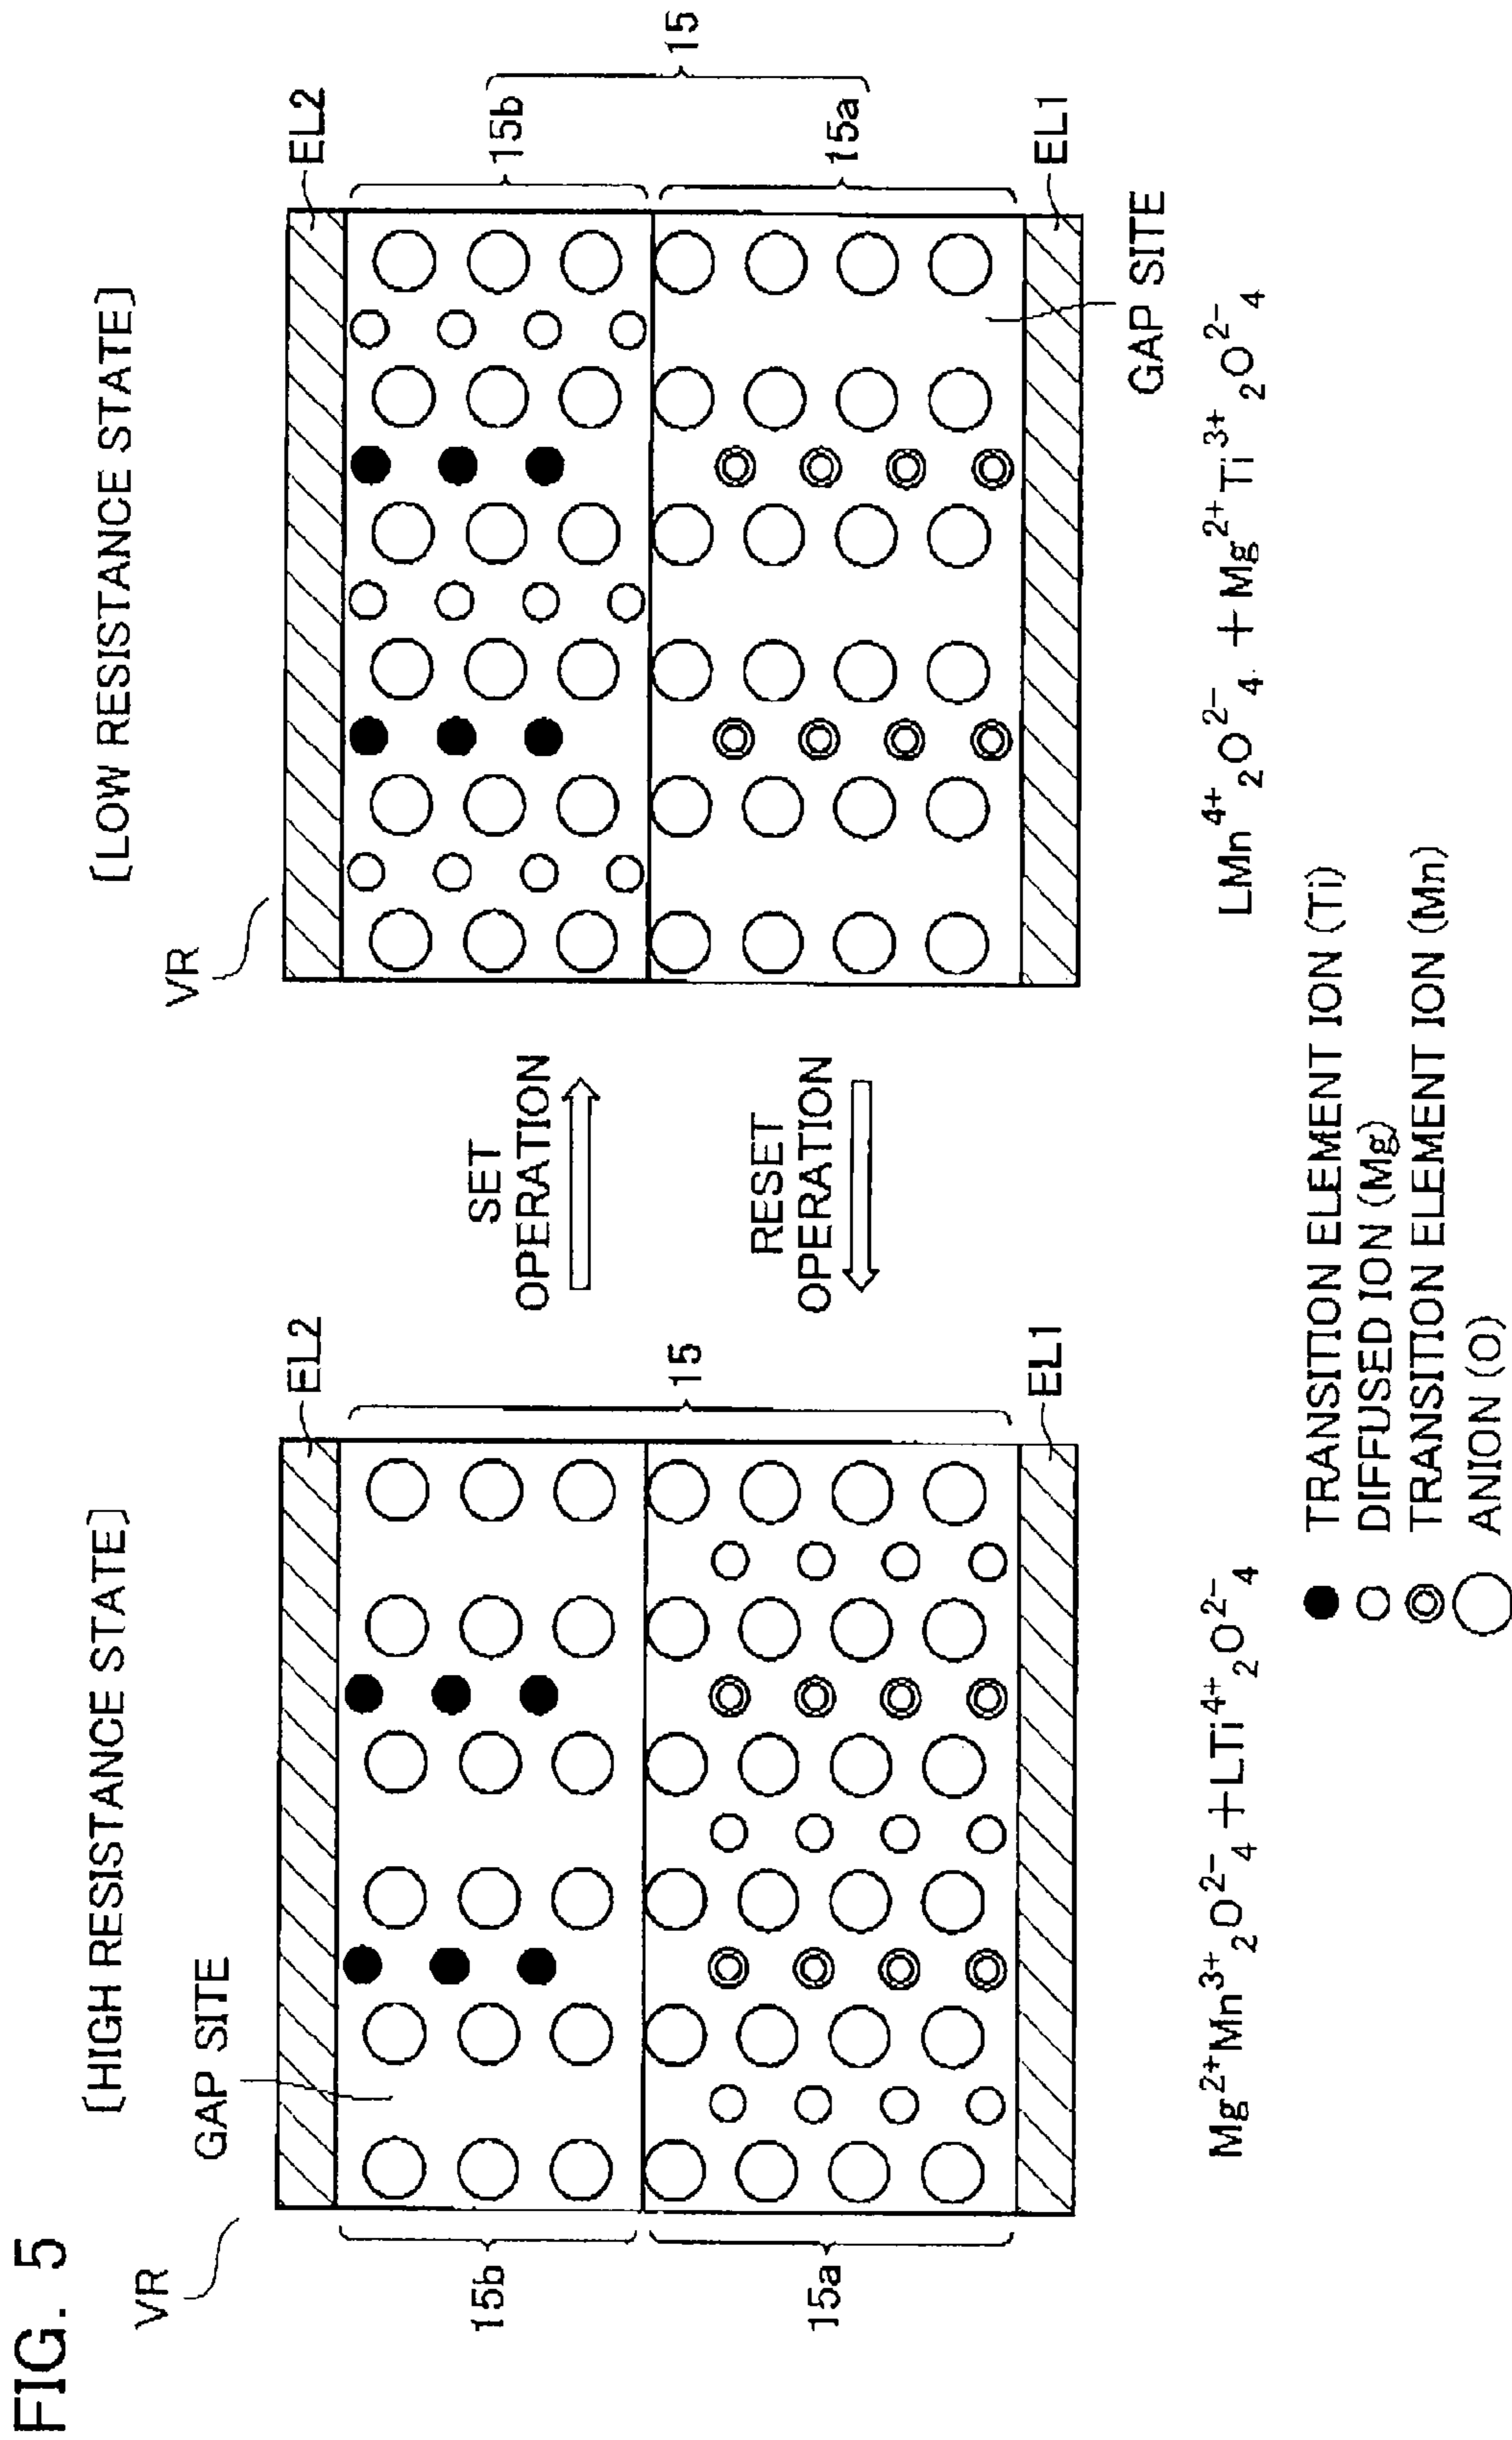 FIG. 5
[HIGH RESISTANCE STATE]
[LOW RESISTANCE STATE]
VR
GAP SITE
EL2
15b
15a
15
EL1
SET
OPERATION
RESET
OPERATION
VR
EL2
15b
15a
15
EL1
GAP SITE
Mg²⁺Mn³⁺₂O²⁻₄+LTi⁴⁺₂O²⁻₄
LMn⁴⁺₂O²⁻₄+Mg²⁺Ti³⁺₂O²⁻₄
TRANSITION ELEMENT ION (Ti)
DIFFUSED ION (Mg)
TRANSITION ELEMENT ION (Mn)
ANION (O)